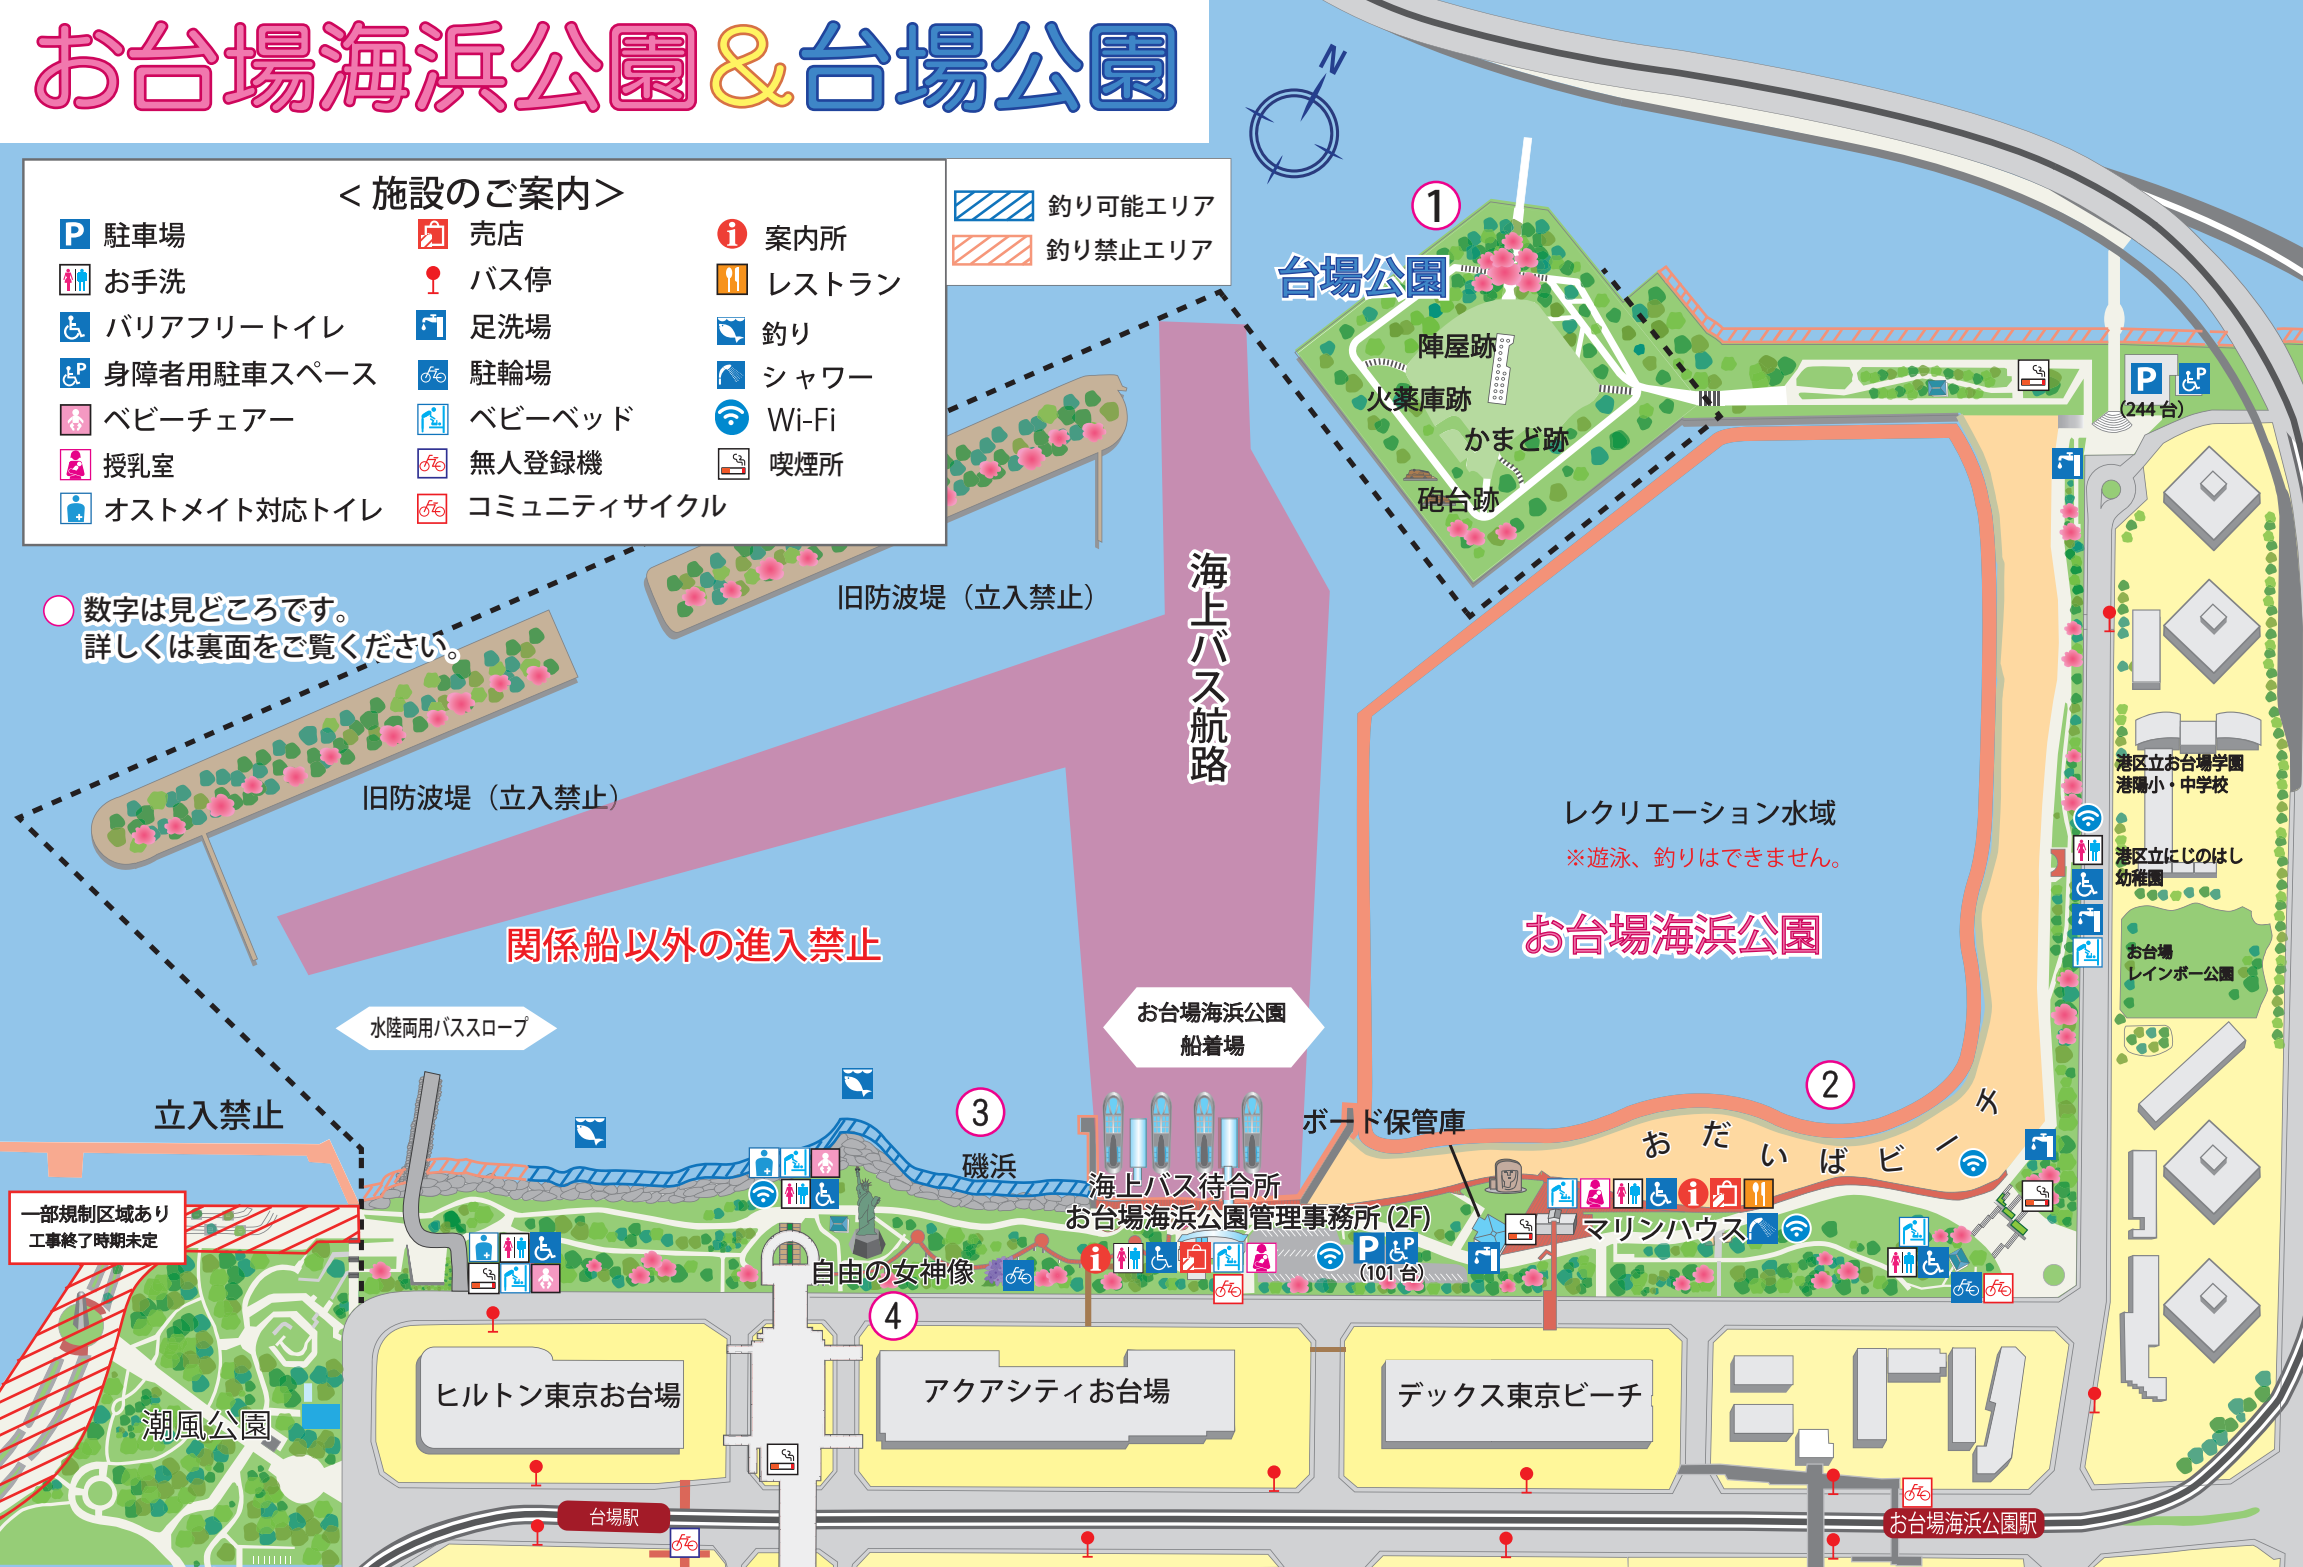 お台場海浜公園&台場公園
N
<施設のご案内>
P 駐車場
お手洗
バリアフリートイレ
P 身障者用駐車スペース
ベビーチェアー
授乳室
オストメイト対応トイレ
売店
バス停
足洗場
駐輪場
ベビーベッド
無人登録機
コミュニティサイクル
i 案内所
レストラン
釣り
シャワー
Wi-Fi
喫煙所
釣り可能エリア
釣り禁止エリア
数字は見どころです。
詳しくは裏面をご覧ください。
1
台場公園
陣屋跡
火薬庫跡
かまど跡
砲台跡
P
P
(244台)
旧防波堤（立入禁止）
旧防波堤（立入禁止）
海上バス航路
関係船以外の進入禁止
レクリエーション水域
※遊泳、釣りはできません。
お台場海浜公園
港区立お台場学園
港陽小・中学校
港区立にじのはし
幼稚園
お台場
レインボー公園
水陸両用バススロープ
お台場海浜公園
船着場
立入禁止
一部規制区域あり
工事終了時期未定
3
磯浜
2
おだいばビーチ
ボード保管庫
海上バス待合所
お台場海浜公園管理事務所(2F)
i
P
P
(101台)
i
マリンハウス
自由の女神像
4
潮風公園
ヒルトン東京お台場
アクアシティお台場
デックス東京ビーチ
台場駅
お台場海浜公園駅